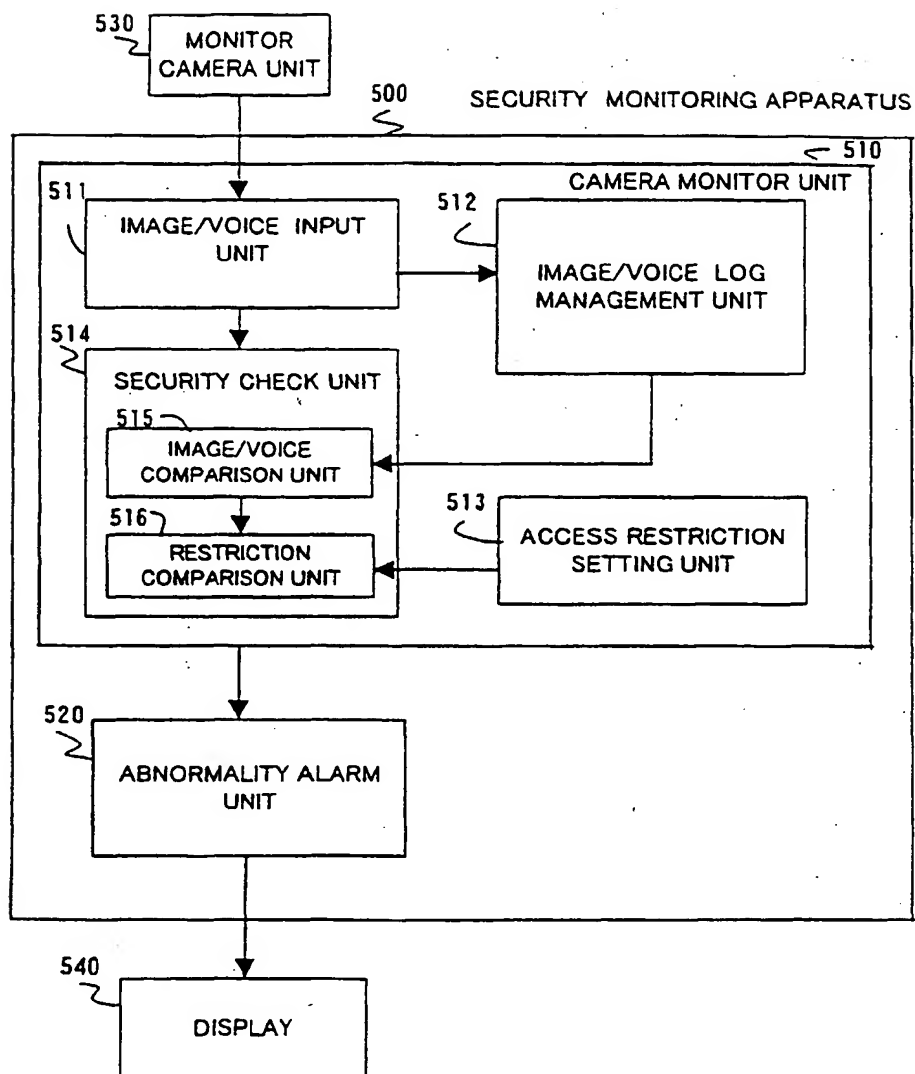 530
MONITOR
CAMERA UNIT
500
SECURITY MONITORING APPARATUS
510
CAMERA MONITOR UNIT
511
IMAGE/VOICE INPUT
UNIT
512
IMAGE/VOICE LOG
MANAGEMENT UNIT
514
SECURITY CHECK UNIT
515
IMAGE/VOICE
COMPARISON UNIT
516
RESTRICTION
COMPARISON UNIT
513
ACCESS RESTRICTION
SETTING UNIT
520
ABNORMALITY ALARM
UNIT
540
DISPLAY